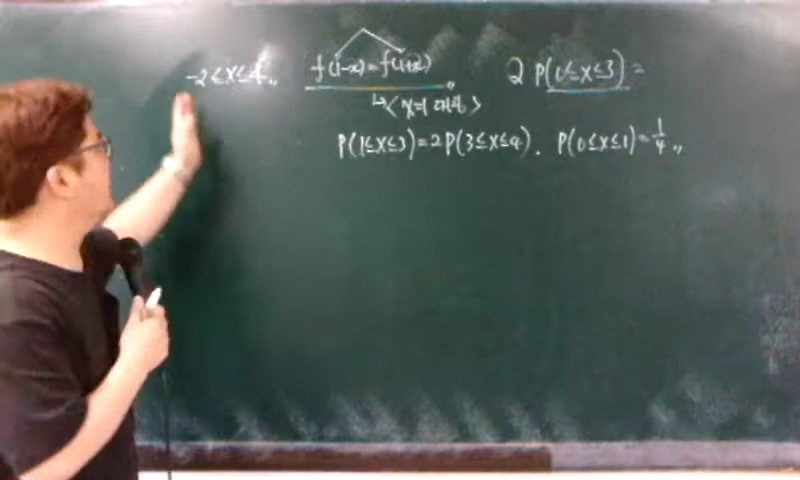 -2≤X≤4,, f(1-x)=f(1+x),, 2 P(0≤X≤3)=
↳<x=1 대칭>
P(1≤X≤3)=2P(3≤X≤4). P(0≤X≤1)=1/4,,